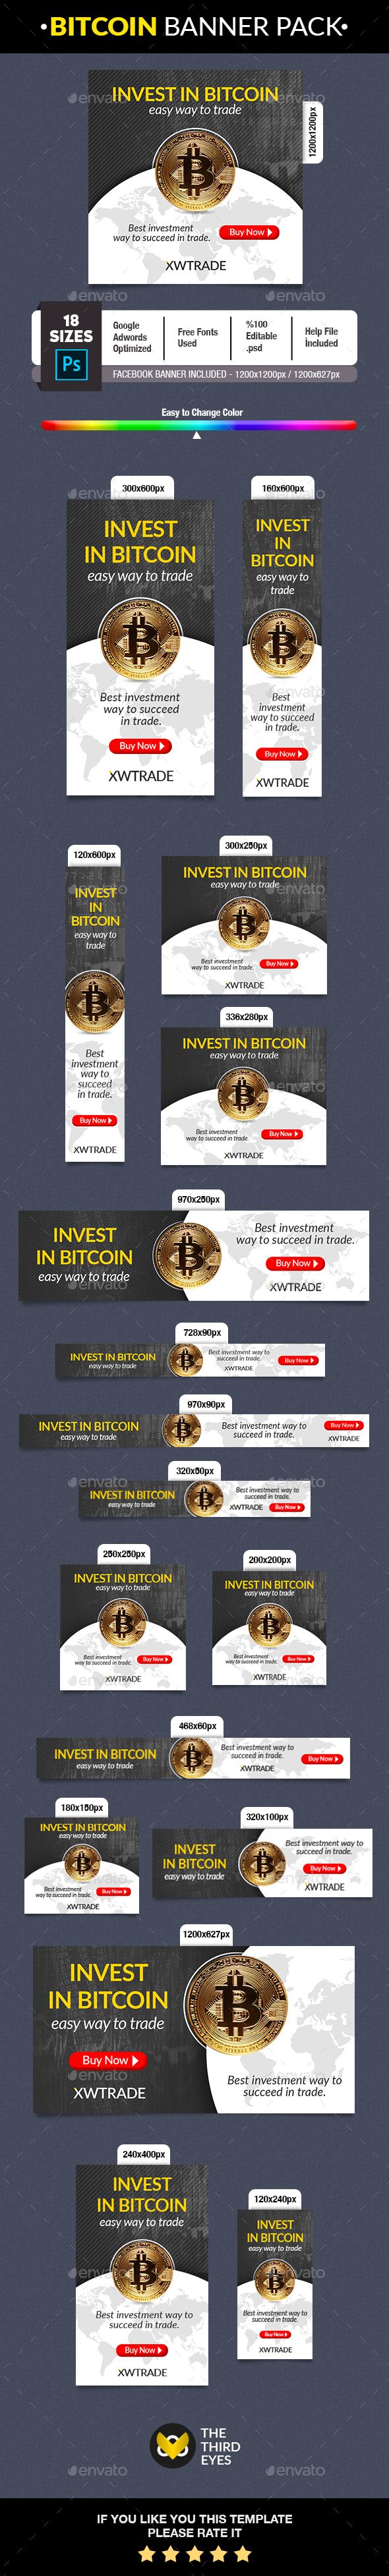 •BITCOIN BANNER PACK•
INVEST IN BITCOIN
easy way to trade
1200x1200px
Best investment
way to succeed in trade.
Buy Now
XWTRADE
18
SIZES
Ps
Google
Adwords
Optimized
Free Fonts
Used
%100
Editable
.psd
Help File
İncluded
FACEBOOK BANNER INCLUDED - 1200x1200px / 1200x627px
Easy to Change Color
300x600px
INVEST
IN BITCOIN
easy way to trade
Best investment
way to succeed
in trade.
Buy Now
XWTRADE
160x600px
INVEST
IN
BITCOIN
easy way to
trade
Best
investment
way to succeed
in trade.
Buy Now
XWTRADE
120x600px
INVEST
IN
BITCOIN
easy way to
trade
Best
investment
way to
succeed
in trade.
Buy Now
XWTRADE
300x250px
INVEST IN BITCOIN
easy way to trade
Best investment
way to succeed in trade.
Buy Now
XWTRADE
336x280px
INVEST IN BITCOIN
easy way to trade
Best investment
way to succeed in trade.
Buy Now
XWTRADE
970x250px
INVEST
IN BITCOIN
easy way to trade
Best investment
way to succeed in trade.
Buy Now
XWTRADE
728x90px
INVEST IN BITCOIN
easy way to trade
Best investment way to
succeed in trade.
XWTRADE
Buy Now
970x90px
INVEST IN BITCOIN
easy way to trade
Best investment way to
succeed in trade.
Buy Now
XWTRADE
320x50px
INVEST IN BITCOIN
easy way to trade
Best investment way to
succeed in trade.
XWTRADE
Buy Now
250x250px
INVEST IN BITCOIN
easy way to trade
Best investment
way to succeed in trade.
Buy Now
XWTRADE
200x200px
INVEST IN BITCOIN
easy way to trade
Best investment
way to succeed in trade.
Buy Now
XWTRADE
468x60px
INVEST IN BITCOIN
easy way to trade
Best investment way to
succeed in trade.
XWTRADE
Buy Now
180x150px
INVEST IN BITCOIN
easy way to trade
Best investment
way to succeed in trade.
Buy Now
XWTRADE
320x100px
INVEST
IN BITCOIN
easy way to trade
Best investment way to
succeed in trade.
Buy Now
XWTRADE
1200x627px
INVEST
IN BITCOIN
easy way to trade
Buy Now
XWTRADE
Best investment way to
succeed in trade.
240x400px
INVEST
IN BITCOIN
easy way to trade
Best investment way to
succeed in trade.
Buy Now
XWTRADE
120x240px
INVEST
IN BITCOIN
easy way to trade
Best investment way to
succeed in trade.
Buy Now
XWTRADE
THE
THIRD
EYES
envato
IF YOU LIKE YOU THIS TEMPLATE
PLEASE RATE IT